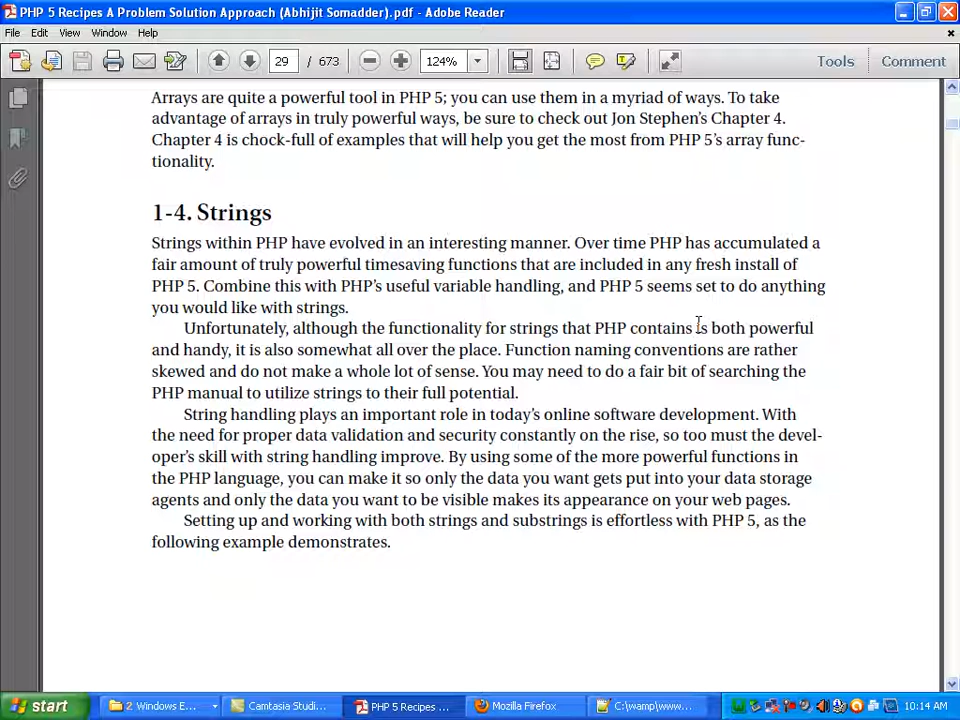 PHP 5 Recipes A Problem Solution Approach (Abhijit Somadder).pdf - Adobe Reader
File Edit View Window Help
29 / 673 124% Tools Comment
Arrays are quite a powerful tool in PHP 5; you can use them in a myriad of ways. To take
advantage of arrays in truly powerful ways, be sure to check out Jon Stephen's Chapter 4.
Chapter 4 is chock-full of examples that will help you get the most from PHP 5's array func-
tionality.
1-4. Strings
Strings within PHP have evolved in an interesting manner. Over time PHP has accumulated a
fair amount of truly powerful timesaving functions that are included in any fresh install of
PHP 5. Combine this with PHP's useful variable handling, and PHP 5 seems set to do anything
you would like with strings.
Unfortunately, although the functionality for strings that PHP contains is both powerful
and handy, it is also somewhat all over the place. Function naming conventions are rather
skewed and do not make a whole lot of sense. You may need to do a fair bit of searching the
PHP manual to utilize strings to their full potential.
String handling plays an important role in today's online software development. With
the need for proper data validation and security constantly on the rise, so too must the devel-
oper's skill with string handling improve. By using some of the more powerful functions in
the PHP language, you can make it so only the data you want gets put into your data storage
agents and only the data you want to be visible makes its appearance on your web pages.
Setting up and working with both strings and substrings is effortless with PHP 5, as the
following example demonstrates.
start 2 Windows E... Camtasia Studi... PHP 5 Recipes ... Mozilla Firefox C:\wamp\www... 10:14 AM